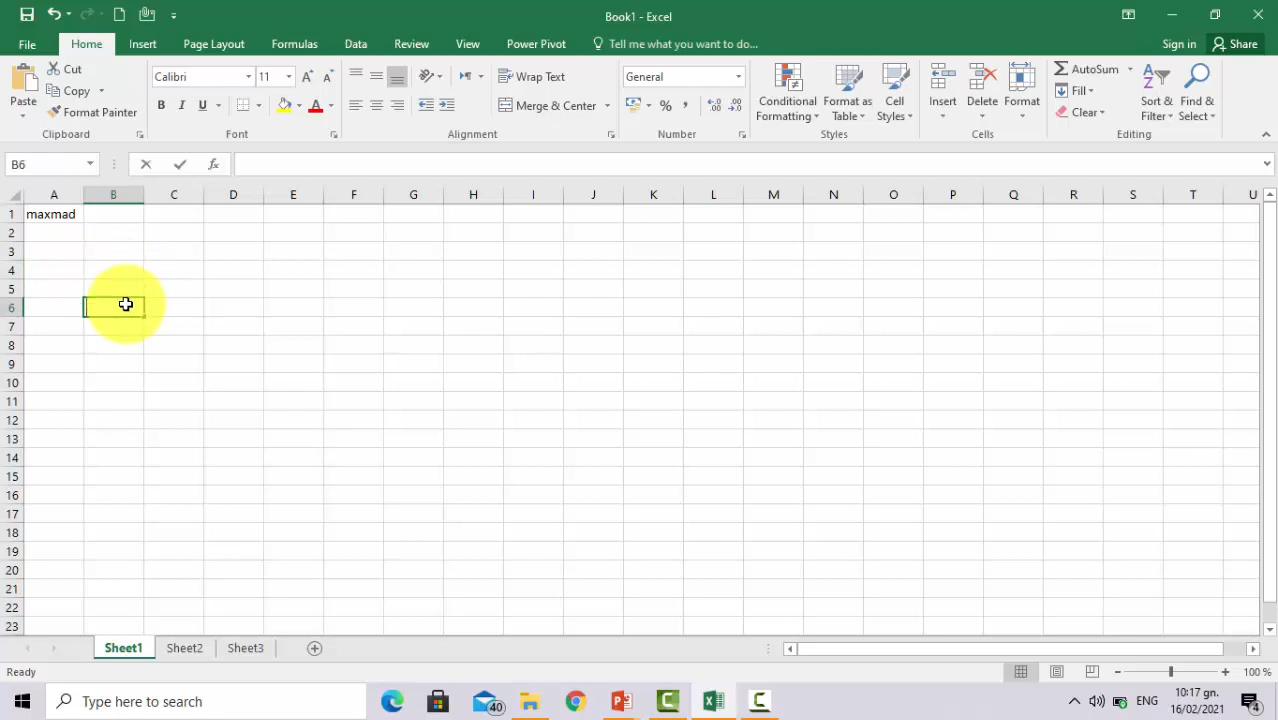 Book1 - Excel
File Home Insert Page Layout Formulas Data Review View Power Pivot Tell me what you want to do... Sign in Share
Paste Cut Copy Format Painter Clipboard
Calibri 11 B I U A Font
Wrap Text Merge & Center Alignment
General % , Number
Conditional Formatting Format as Table Cell Styles Styles
Insert Delete Format Cells
AutoSum Fill Clear Sort & Filter Find & Select Editing
B6 fx
A B C D E F G H I J K L M N O P Q R S T U
1 maxmad
2
3
4
5
6
7
8
9
10
11
12
13
14
15
16
17
18
19
20
21
22
23
Sheet1 Sheet2 Sheet3
Ready 100 %
Type here to search 40 ENG 10:17 քո. 16/02/2021 4